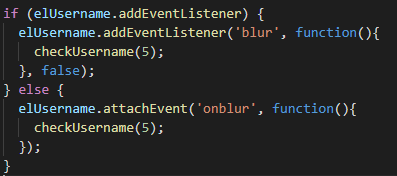 if (elUsername.addEventListener) {
  elUsername.addEventListener('blur', function(){
    checkUsername(5);
  }, false);
} else {
  elUsername.attachEvent('onblur', function(){
    checkUsername(5);
  });
}